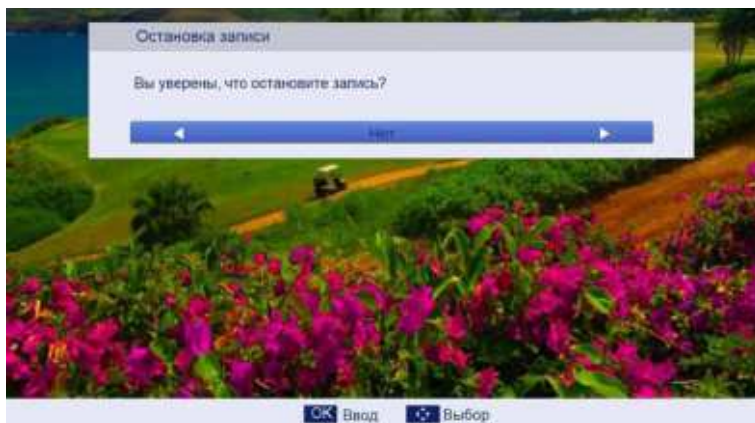 Остановка записи
Вы уверены, что остановите запись?
Нет
OK Ввод Выбор